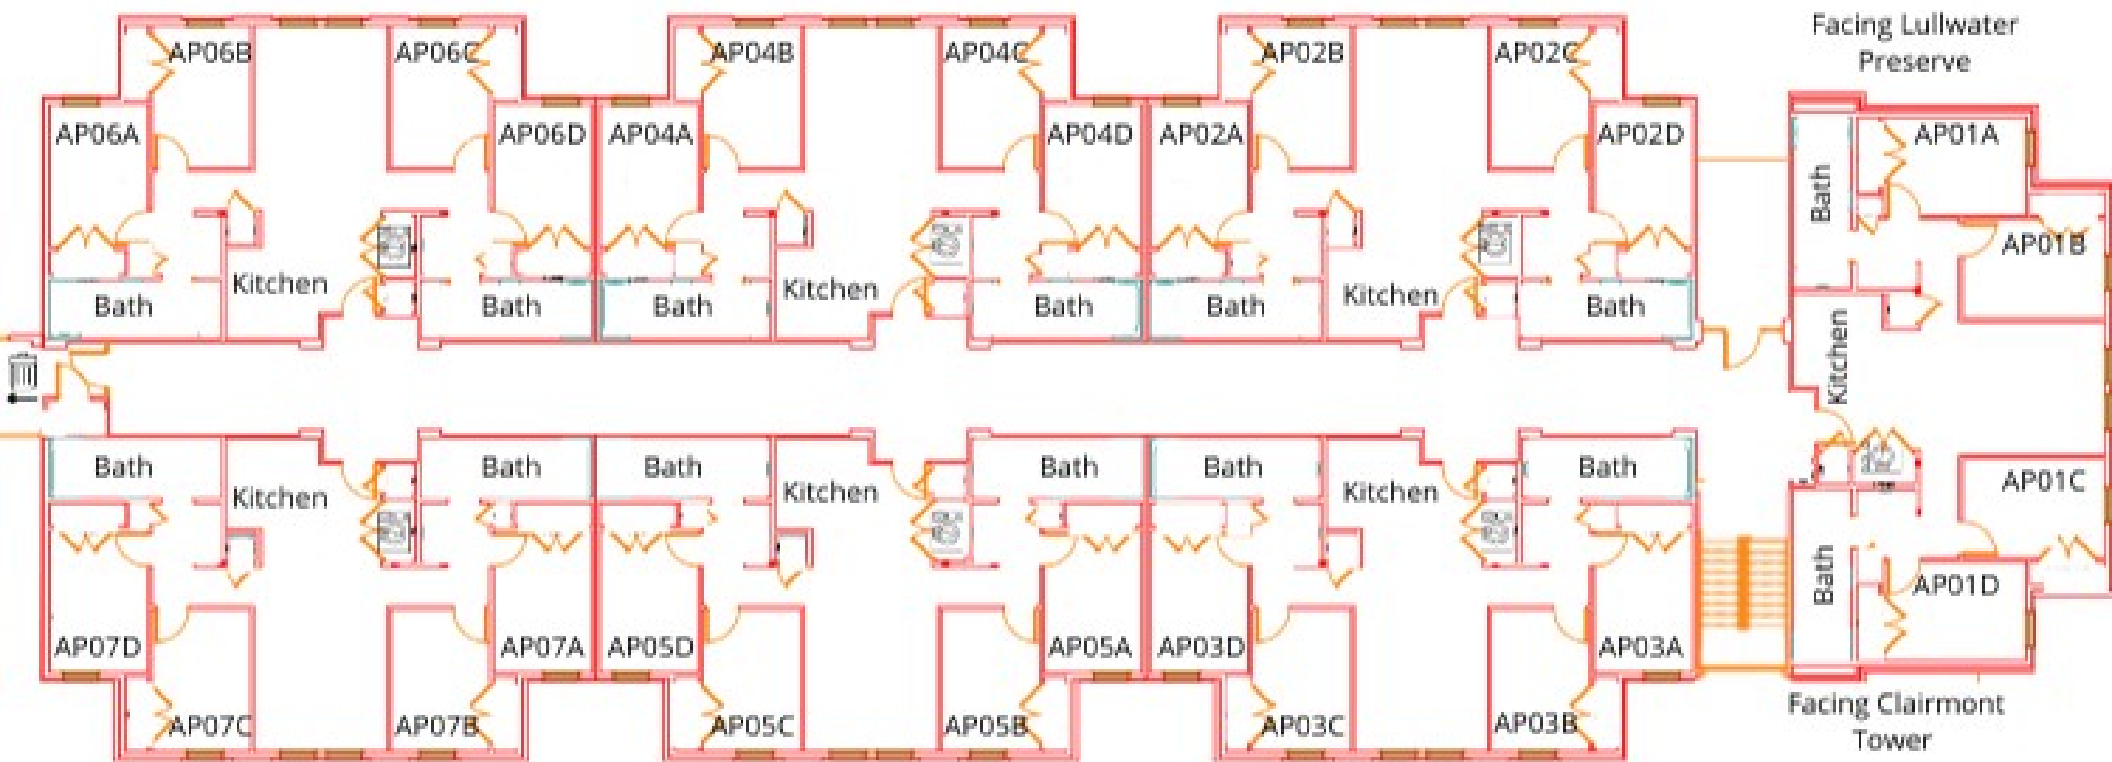 AP06B
AP06C
AP04B
AP04C
AP02B
AP02C
Facing Lullwater
Preserve
AP06A
AP06D
AP04A
AP04D
AP02A
AP02D
AP01A
Bath
AP01B
Kitchen
Kitchen
Kitchen
Bath
Bath
Bath
Bath
Bath
Bath
Kitchen
Bath
Kitchen
Bath
Bath
Kitchen
Bath
Bath
Kitchen
Bath
AP01C
Bath
AP01D
AP07D
AP07A
AP05D
AP05A
AP03D
AP03A
AP07C
AP07B
AP05C
AP05B
AP03C
AP03B
Facing Clairmont
Tower